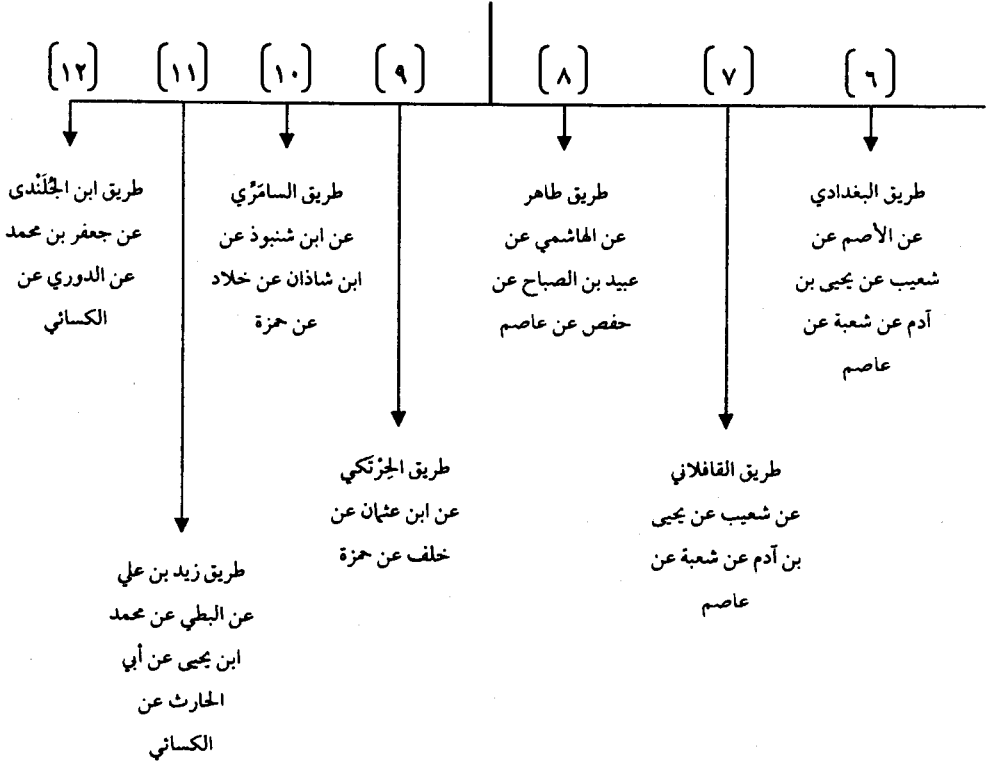 [٦]
طريق البغدادي
عن الأصم عن
شعيب عن يحيى بن
آدم عن شعبة عن
عاصم
[٧]
طريق القافلاني
عن شعيب عن يحيى
بن آدم عن شعبة عن
عاصم
[٨]
طريق طاهر
عن الهاشمي عن
عبيد بن الصباح عن
حفص عن عاصم
[٩]
طريق الحِرْتَكي
عن ابن عثمان عن
خلف عن حمزة
[١٠]
طريق السامَرِّي
عن ابن شنبوذ عن
ابن شاذان عن خلاد
عن حمزة
[١١]
طريق زيد بن علي
عن البطي عن محمد
ابن يحيى عن أبي
الحارث عن
الكسائي
[١٢]
طريق ابن الجُلَنْدى
عن جعفر بن محمد
عن الدوري عن
الكسائي